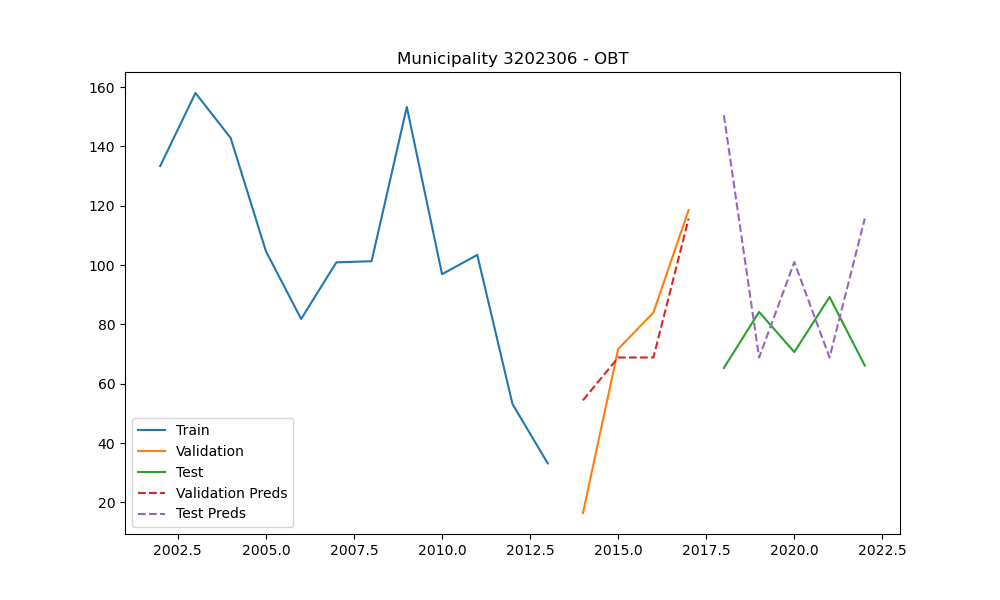 Municipality 3202306 - OBT
160
140
120
100
80
60
40
20
Train
Validation
Test
Validation Preds
Test Preds
2002.5 2005.0 2007.5 2010.0 2012.5 2015.0 2017.5 2020.0 2022.5